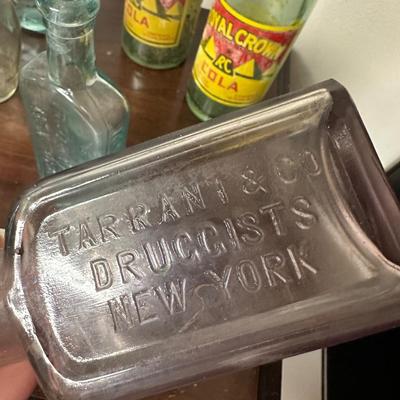 COLA
ROYAL CROWN
RC
COLA
TARRANT & CO
DRUGGISTS
NEW YORK